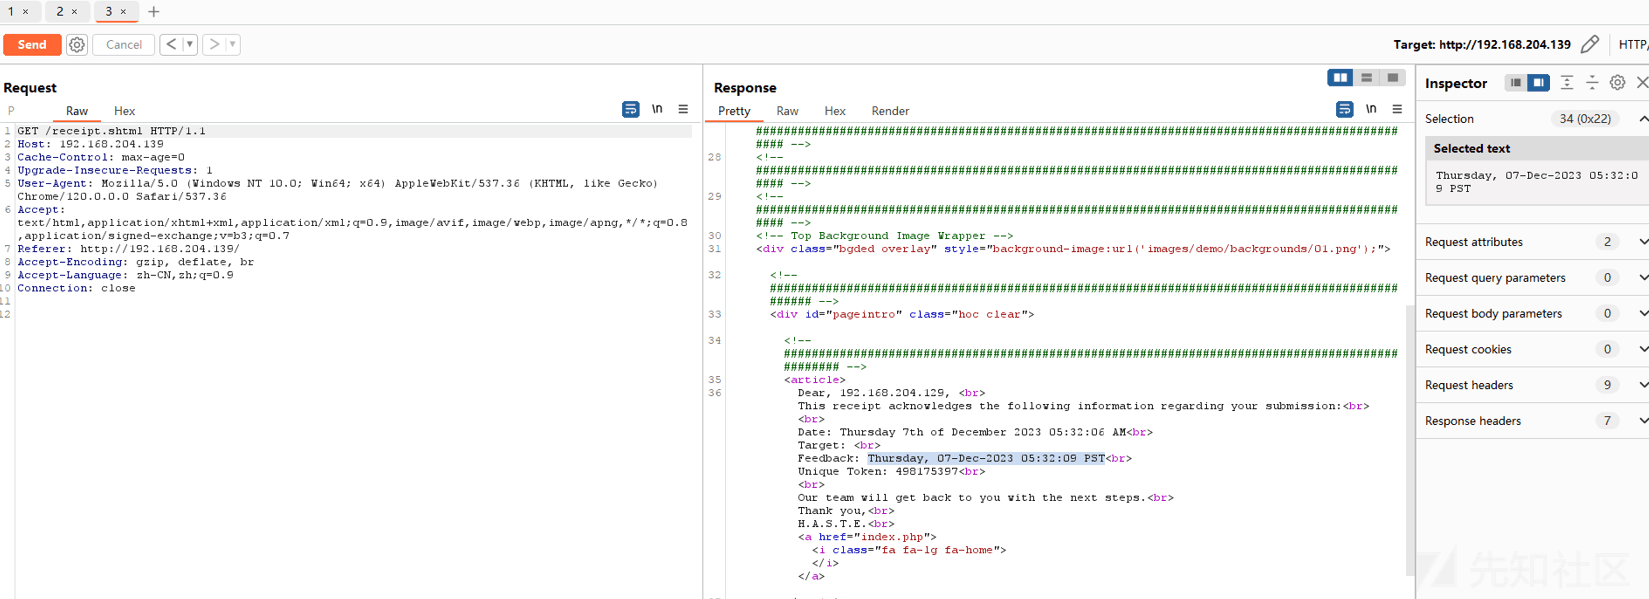 1 × 2 × 3 × +
Send Cancel < ▼ > ▼ Target: http://192.168.204.139 HTTP/
Request
P Raw Hex \n ≡
1 GET /receipt.shtml HTTP/1.1
2 Host: 192.168.204.139
3 Cache-Control: max-age=0
4 Upgrade-Insecure-Requests: 1
5 User-Agent: Mozilla/5.0 (Windows NT 10.0; Win64; x64) AppleWebKit/537.36 (KHTML, like Gecko)
Chrome/120.0.0.0 Safari/537.36
6 Accept:
text/html,application/xhtml+xml,application/xml;q=0.9,image/avif,image/webp,image/apng,*/*;q=0.8
,application/signed-exchange;v=b3;q=0.7
7 Referer: http://192.168.204.139/
8 Accept-Encoding: gzip, deflate, br
9 Accept-Language: zh-CN,zh;q=0.9
10 Connection: close
11
12
Response
Pretty Raw Hex Render \n ≡
############################################################################################
#### -->
28 <!--
############################################################################################
#### -->
29 <!--
############################################################################################
#### -->
30 <!-- Top Background Image Wrapper -->
31 <div class="bgded overlay" style="background-image:url('images/demo/backgrounds/01.png');">
32 <!--
##########################################################################################
###### -->
33 <div id="pageintro" class="hoc clear">
34 <!--
########################################################################################
######## -->
35 <article>
36 Dear, 192.168.204.129, <br>
This receipt acknowledges the following information regarding your submission:<br>
<br>
Date: Thursday 7th of December 2023 05:32:06 AM<br>
Target: <br>
Feedback: Thursday, 07-Dec-2023 05:32:09 PST<br>
Unique Token: 498175397<br>
<br>
Our team will get back to you with the next steps.<br>
Thank you,<br>
H.A.S.T.E.<br>
<a href="index.php">
<i class="fa fa-lg fa-home">
</i>
</a>
Inspector
Selection 34 (0x22)
Selected text
Thursday, 07-Dec-2023 05:32:0
9 PST
Request attributes 2
Request query parameters 0
Request body parameters 0
Request cookies 0
Request headers 9
Response headers 7
先知社区